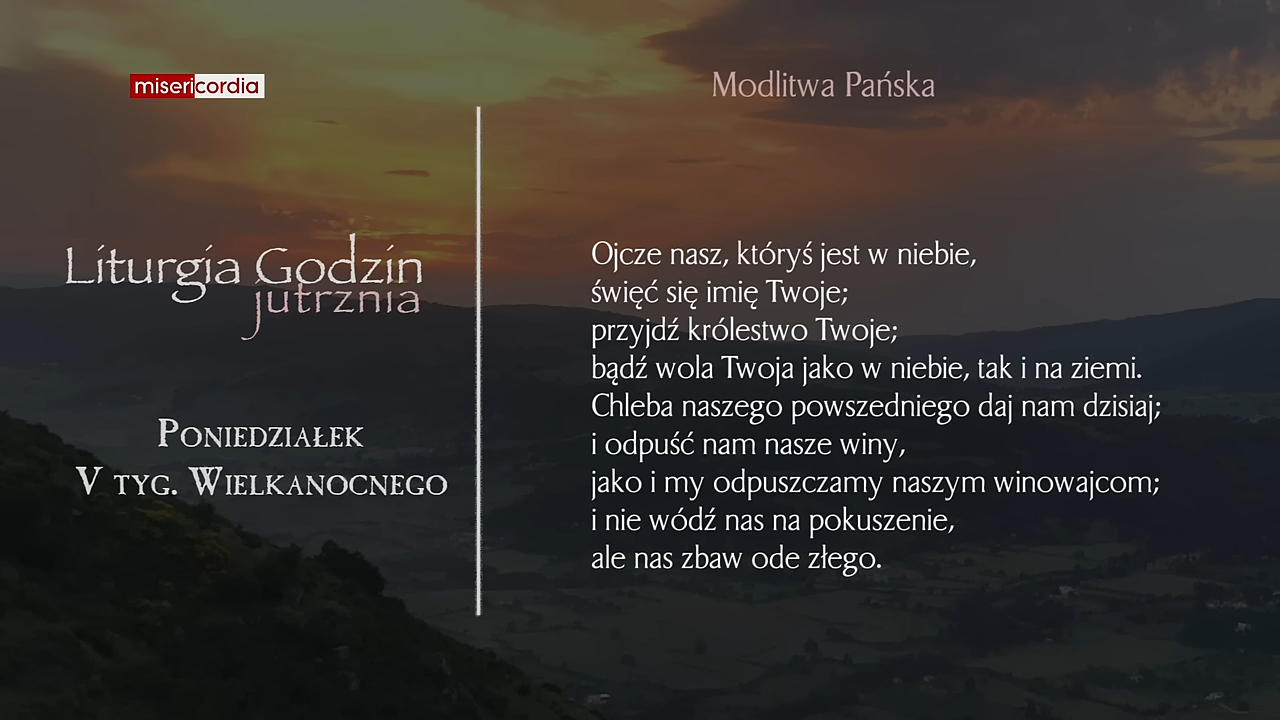 misericordia
Liturgia Godzin
jutrznia
Poniedziałek
V tyg. Wielkanocnego
Modlitwa Pańska
Ojcze nasz, któryś jest w niebie,
święć się imię Twoje;
przyjdź królestwo Twoje;
bądź wola Twoja jako w niebie, tak i na ziemi.
Chleba naszego powszedniego daj nam dzisiaj;
i odpuść nam nasze winy,
jako i my odpuszczamy naszym winowajcom;
i nie wódź nas na pokuszenie,
ale nas zbaw ode złego.